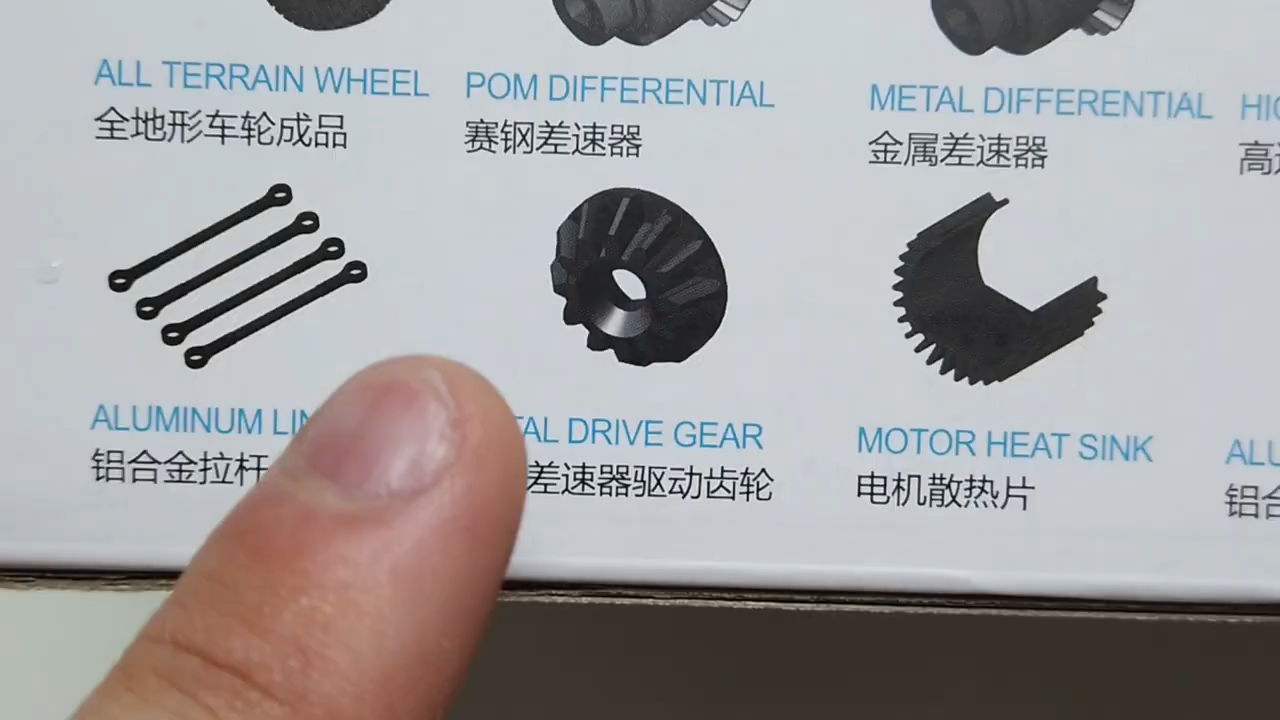 ALL TERRAIN WHEEL
全地形车轮成品
POM DIFFERENTIAL
赛钢差速器
METAL DIFFERENTIAL
金属差速器
ALUMINUM
铝合金拉杆
DRIVE GEAR
差速器驱动齿轮
MOTOR HEAT SINK
电机散热片